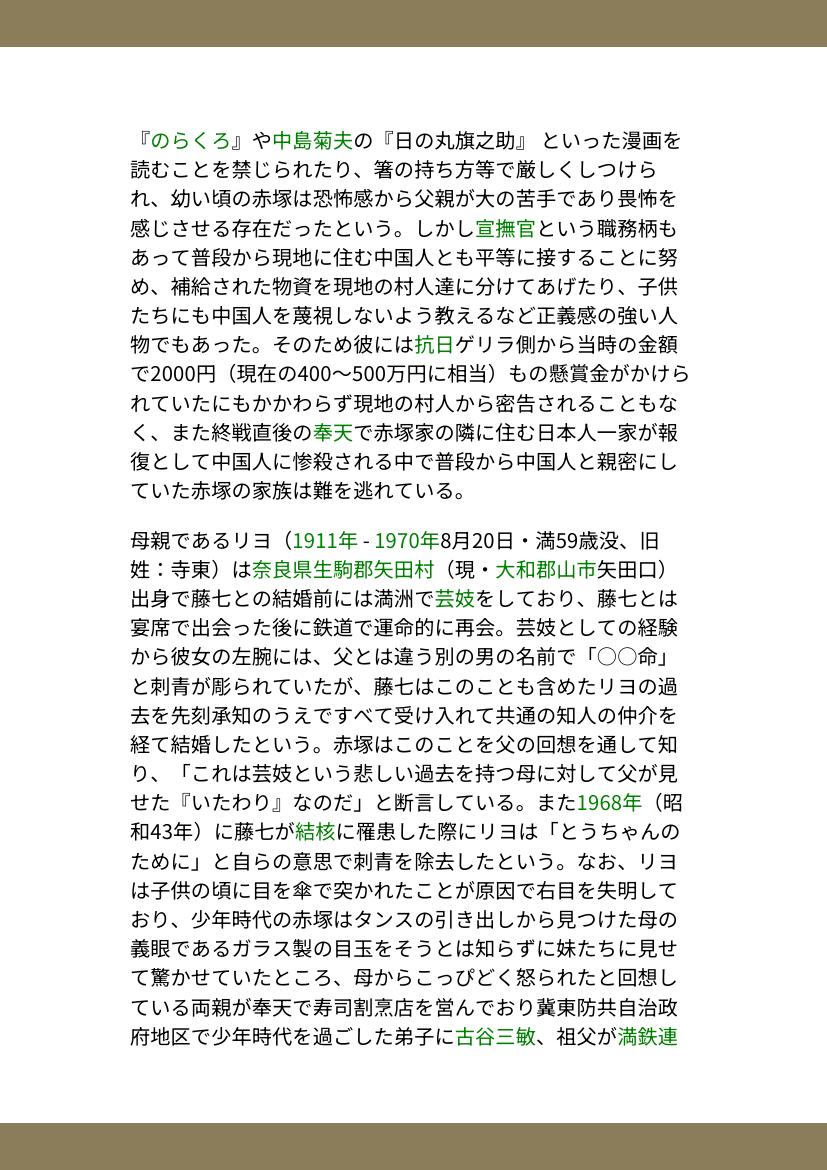 『のらくろ』や中島菊夫の『日の丸旗之助』 といった漫画を
読むことを禁じられたり、箸の持ち方等で厳しくしつけら
れ、幼い頃の赤塚は恐怖感から父親が大の苦手であり畏怖を
感じさせる存在だったという。しかし宣撫官という職務柄も
あって普段から現地に住む中国人とも平等に接することに努
め、補給された物資を現地の村人達に分けてあげたり、子供
たちにも中国人を蔑視しないよう教えるなど正義感の強い人
物でもあった。そのため彼には抗日ゲリラ側から当時の金額
で2000円（現在の400〜500万円に相当）もの懸賞金がかけら
れていたにもかかわらず現地の村人から密告されることもな
く、また終戦直後の奉天で赤塚家の隣に住む日本人一家が報
復として中国人に惨殺される中で普段から中国人と親密にし
ていた赤塚の家族は難を逃れている。
母親であるリヨ（1911年 - 1970年8月20日・満59歳没、旧
姓：寺東）は奈良県生駒郡矢田村（現・大和郡山市矢田口）
出身で藤七との結婚前には満洲で芸妓をしており、藤七とは
宴席で出会った後に鉄道で運命的に再会。芸妓としての経験
から彼女の左腕には、父とは違う別の男の名前で「〇〇命」
と刺青が彫られていたが、藤七はこのことも含めたリヨの過
去を先刻承知のうえですべて受け入れて共通の知人の仲介を
経て結婚したという。赤塚はこのことを父の回想を通して知
り、「これは芸妓という悲しい過去を持つ母に対して父が見
せた『いたわり』なのだ」と断言している。また1968年（昭
和43年）に藤七が結核に罹患した際にリヨは「とうちゃんの
ために」と自らの意思で刺青を除去したという。なお、リヨ
は子供の頃に目を傘で突かれたことが原因で右目を失明して
おり、少年時代の赤塚はタンスの引き出しから見つけた母の
義眼であるガラス製の目玉をそうとは知らずに妹たちに見せ
て驚かせていたところ、母からこっぴどく怒られたと回想し
ている両親が奉天で寿司割烹店を営んでおり冀東防共自治政
府地区で少年時代を過ごした弟子に古谷三敏、祖父が満鉄連